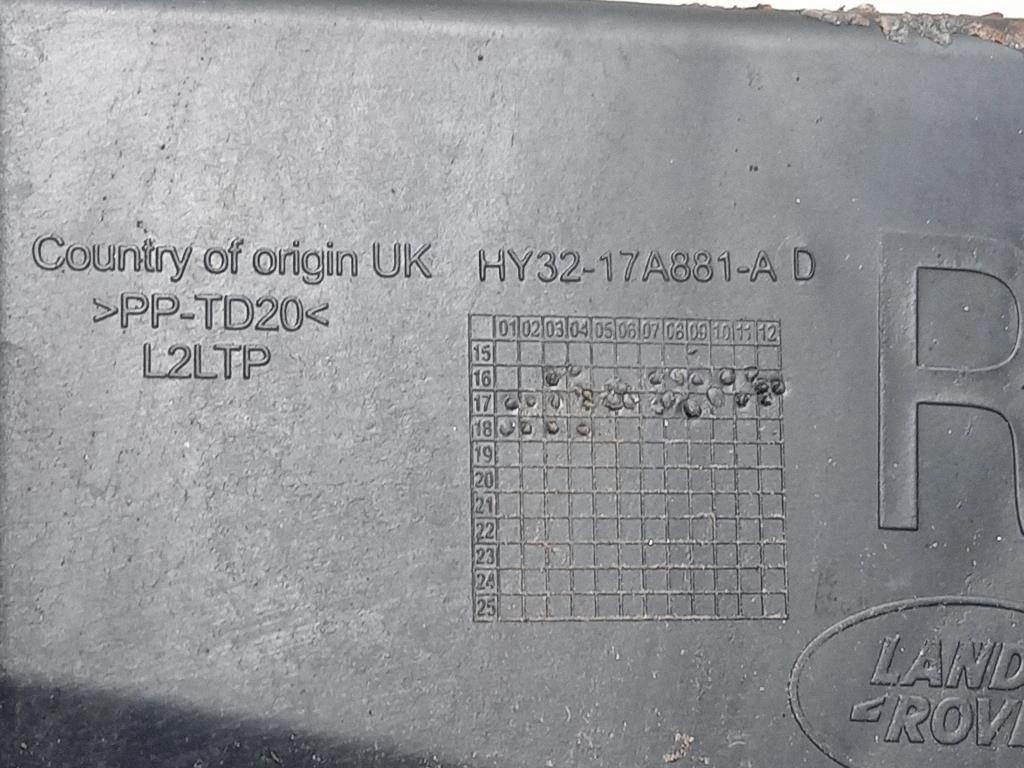 Country of origin UK
>PP-TD20<
L2LTP
HY32-17A881-A D
01 02 03 04 05 06 07 08 09 10 11 12
15
16
17
18
19
20
21
22
23
24
25
R
LAND
ROVE